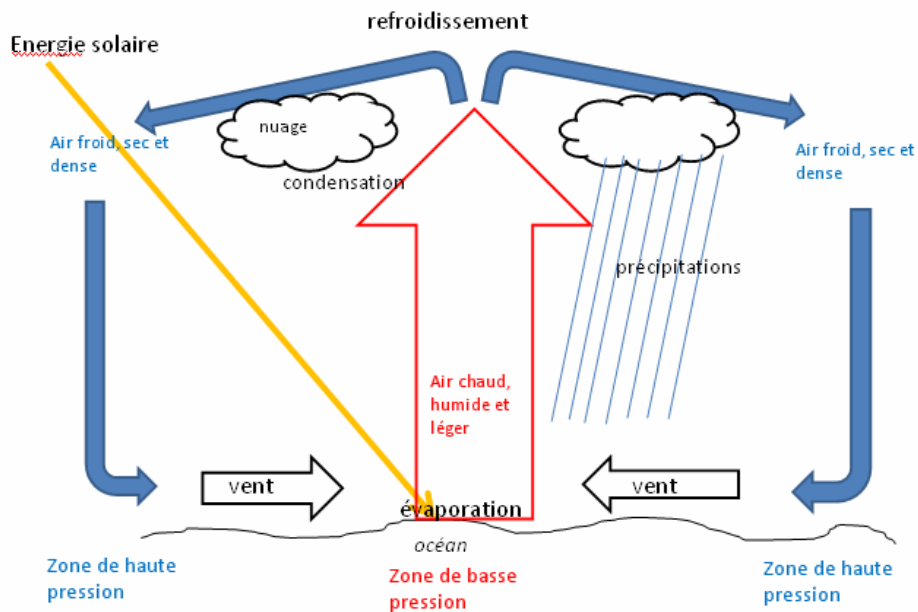 refroidissement
Energie solaire
nuage
Air froid, sec et
dense
Air froid, sec et
dense
condensation
précipitations
Air chaud,
humide et
léger
vent
vent
évaporation
océan
Zone de haute
pression
Zone de basse
pression
Zone de haute
pression